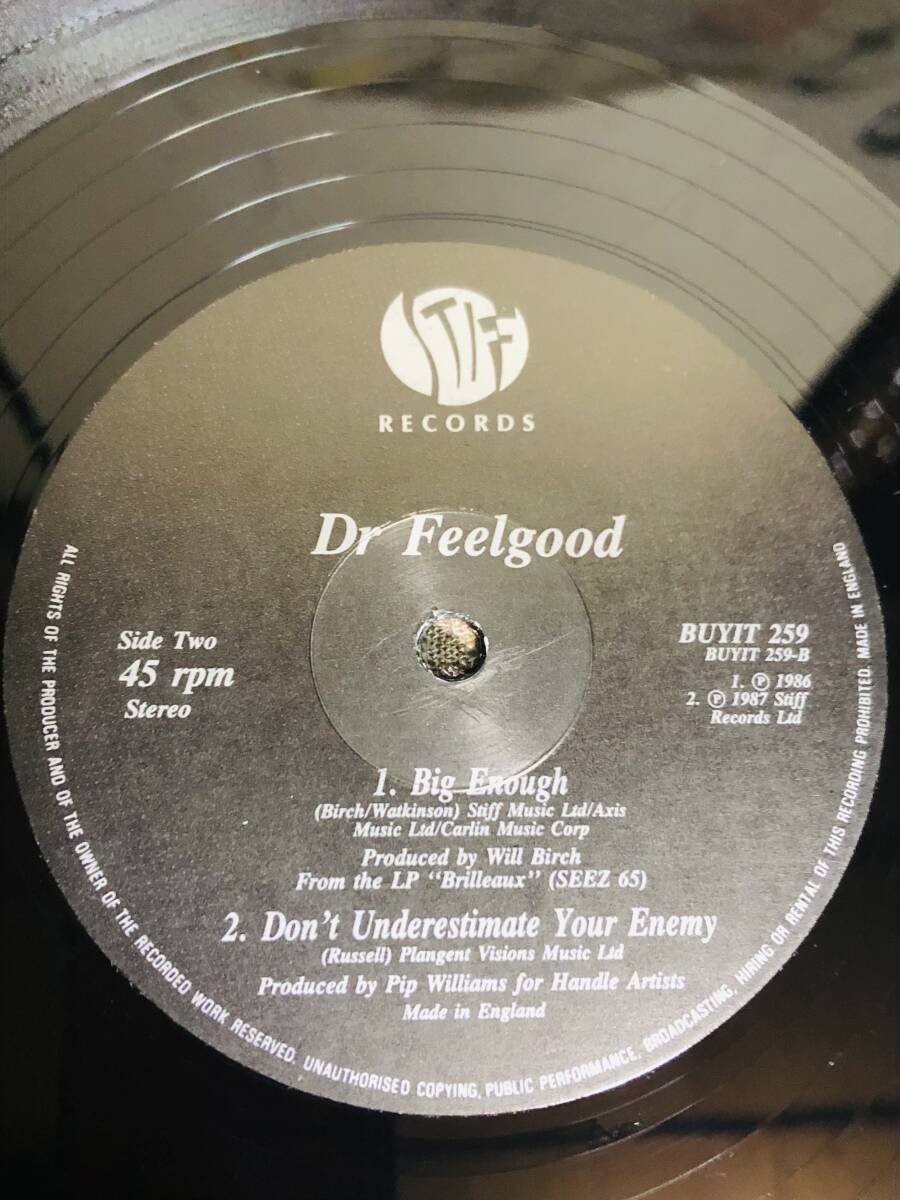 STIFF
RECORDS
Dr Feelgood
Side Two
45 rpm
Stereo
BUYIT 259
BUYIT 259-B
1. ℗ 1986
2. ℗ 1987 Stiff
Records Ltd
1. Big Enough
(Birch/Watkinson) Stiff Music Ltd/Axis
Music Ltd/Carlin Music Corp
Produced by Will Birch
From the LP “Brilleaux” (SEEZ 65)
2. Don't Underestimate Your Enemy
(Russell) Plangent Visions Music Ltd
Produced by Pip Williams for Handle Artists
Made in England
ALL RIGHTS OF THE PRODUCER AND OF THE OWNER OF THE RECORDED WORK RESERVED. UNAUTHORISED COPYING, PUBLIC PERFORMANCE, BROADCASTING, HIRING OR RENTAL OF THIS RECORDING PROHIBITED. MADE IN ENGLAND